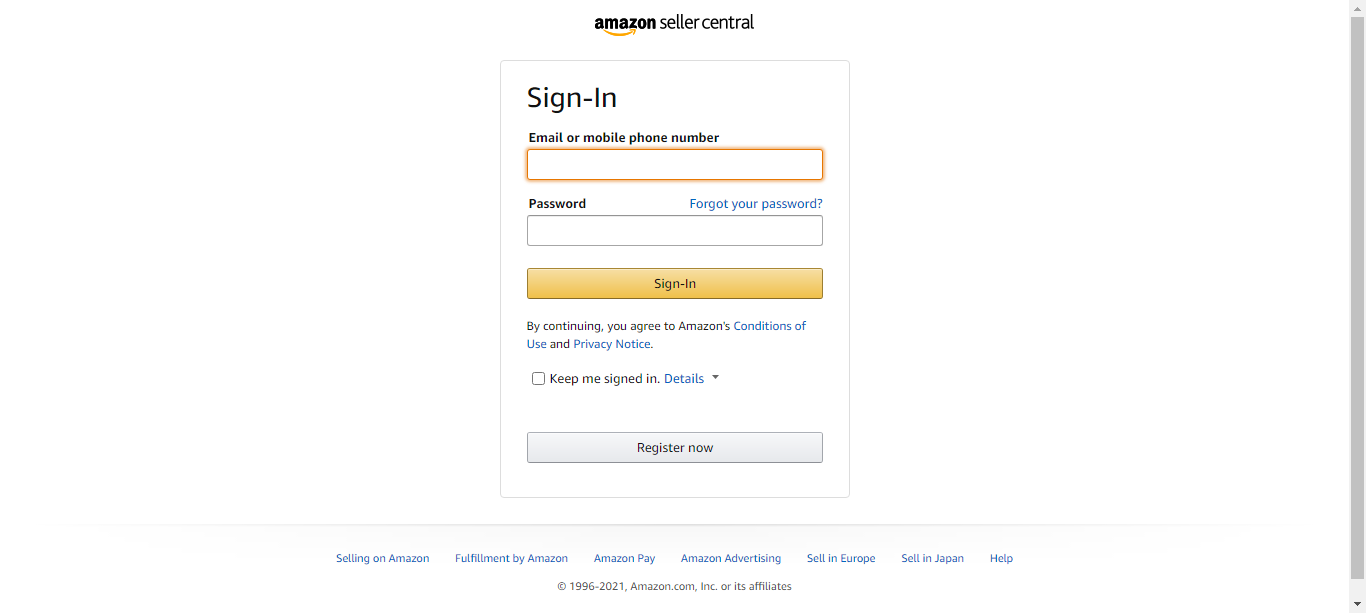 amazon seller central
Sign-In
Email or mobile phone number
Password
Forgot your password?
Sign-In
By continuing, you agree to Amazon's Conditions of
Use and Privacy Notice.
Keep me signed in. Details
Register now
Selling on Amazon Fulfillment by Amazon Amazon Pay Amazon Advertising Sell in Europe Sell in Japan Help
© 1996-2021, Amazon.com, Inc. or its affiliates